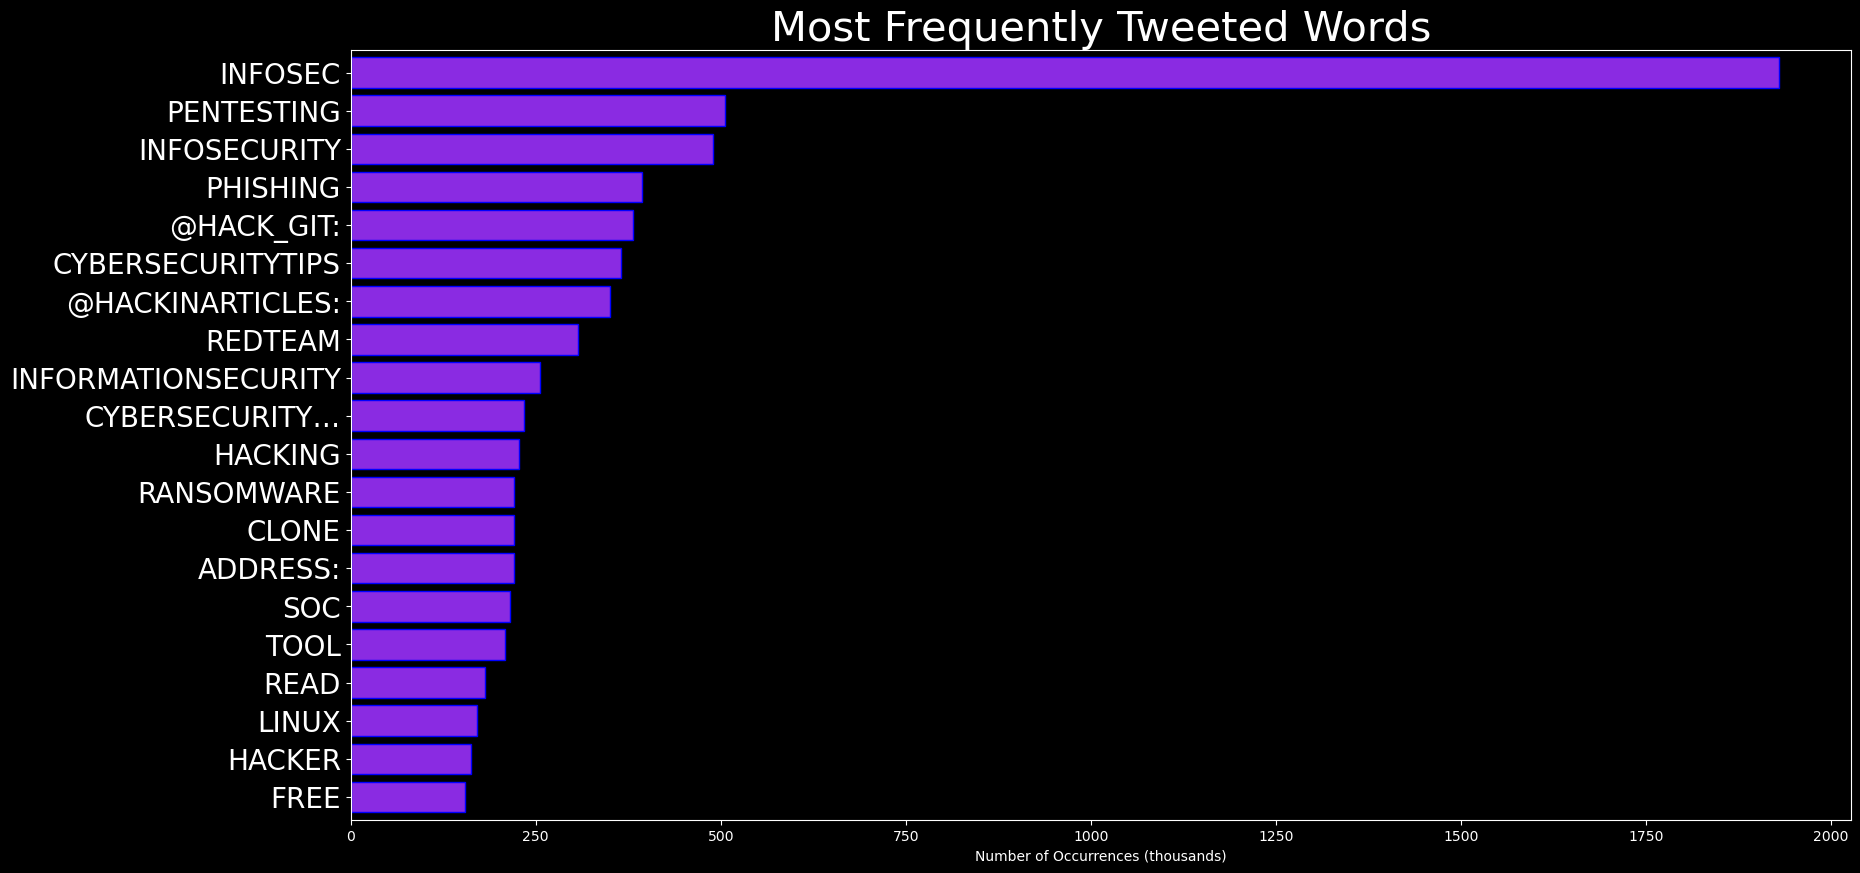 Most Frequently Tweeted Words
INFOSEC
PENTESTING
INFOSECURITY
PHISHING
@HACK_GIT:
CYBERSECURITYTIPS
@HACKINARTICLES:
REDTEAM
INFORMATIONSECURITY
CYBERSECURITY…
HACKING
RANSOMWARE
CLONE
ADDRESS:
SOC
TOOL
READ
LINUX
HACKER
FREE
0 250 500 750 1000 1250 1500 1750 2000
Number of Occurrences (thousands)